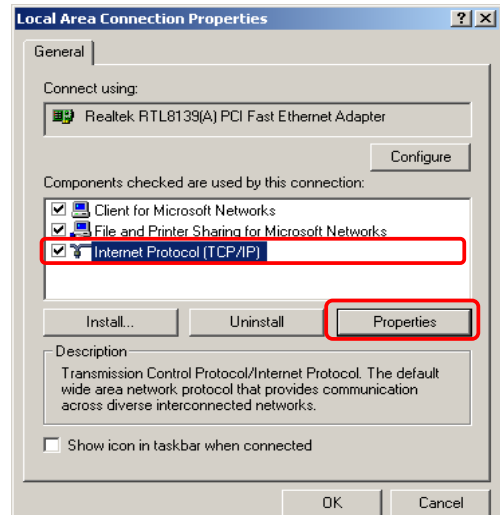 Local Area Connection Properties
General
Connect using:
Realtek RTL8139(A) PCI Fast Ethernet Adapter
Configure
Components checked are used by this connection:
Client for Microsoft Networks
File and Printer Sharing for Microsoft Networks
Internet Protocol (TCP/IP)
Install... Uninstall Properties
Description
Transmission Control Protocol/Internet Protocol. The default
wide area network protocol that provides communication
across diverse interconnected networks.
Show icon in taskbar when connected
OK Cancel